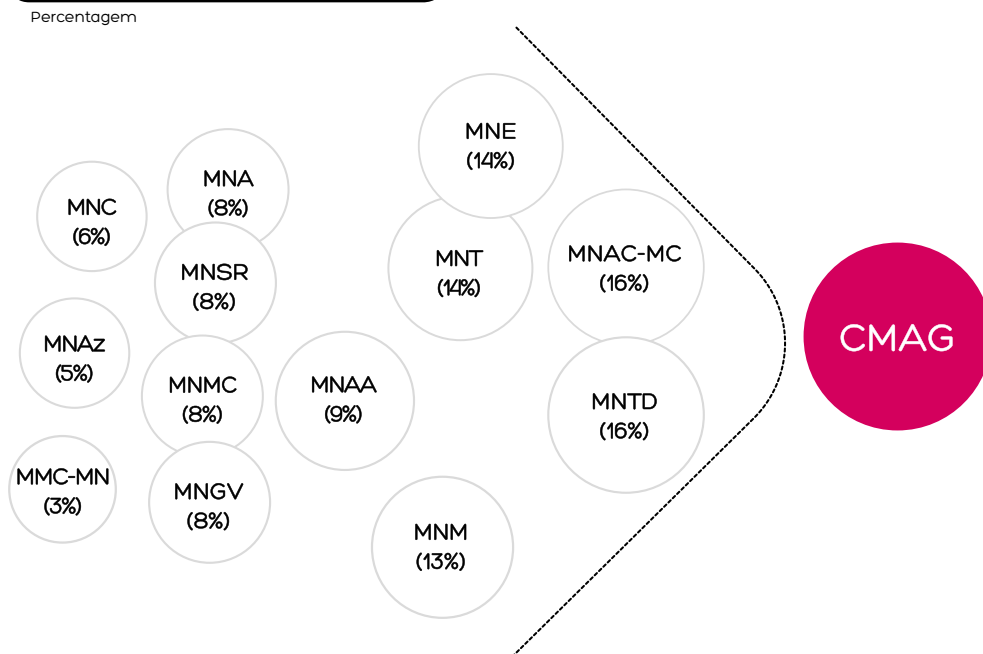 Percentagem
MNE
(14%)
MNA
(8%)
MNC
(6%)
MNT
(14%)
MNAC-MC
(16%)
MNSR
(8%)
CMAG
MNAz
(5%)
MNMC
(8%)
MNAA
(9%)
MNTD
(16%)
MMC-MN
(3%)
MNGV
(8%)
MNM
(13%)